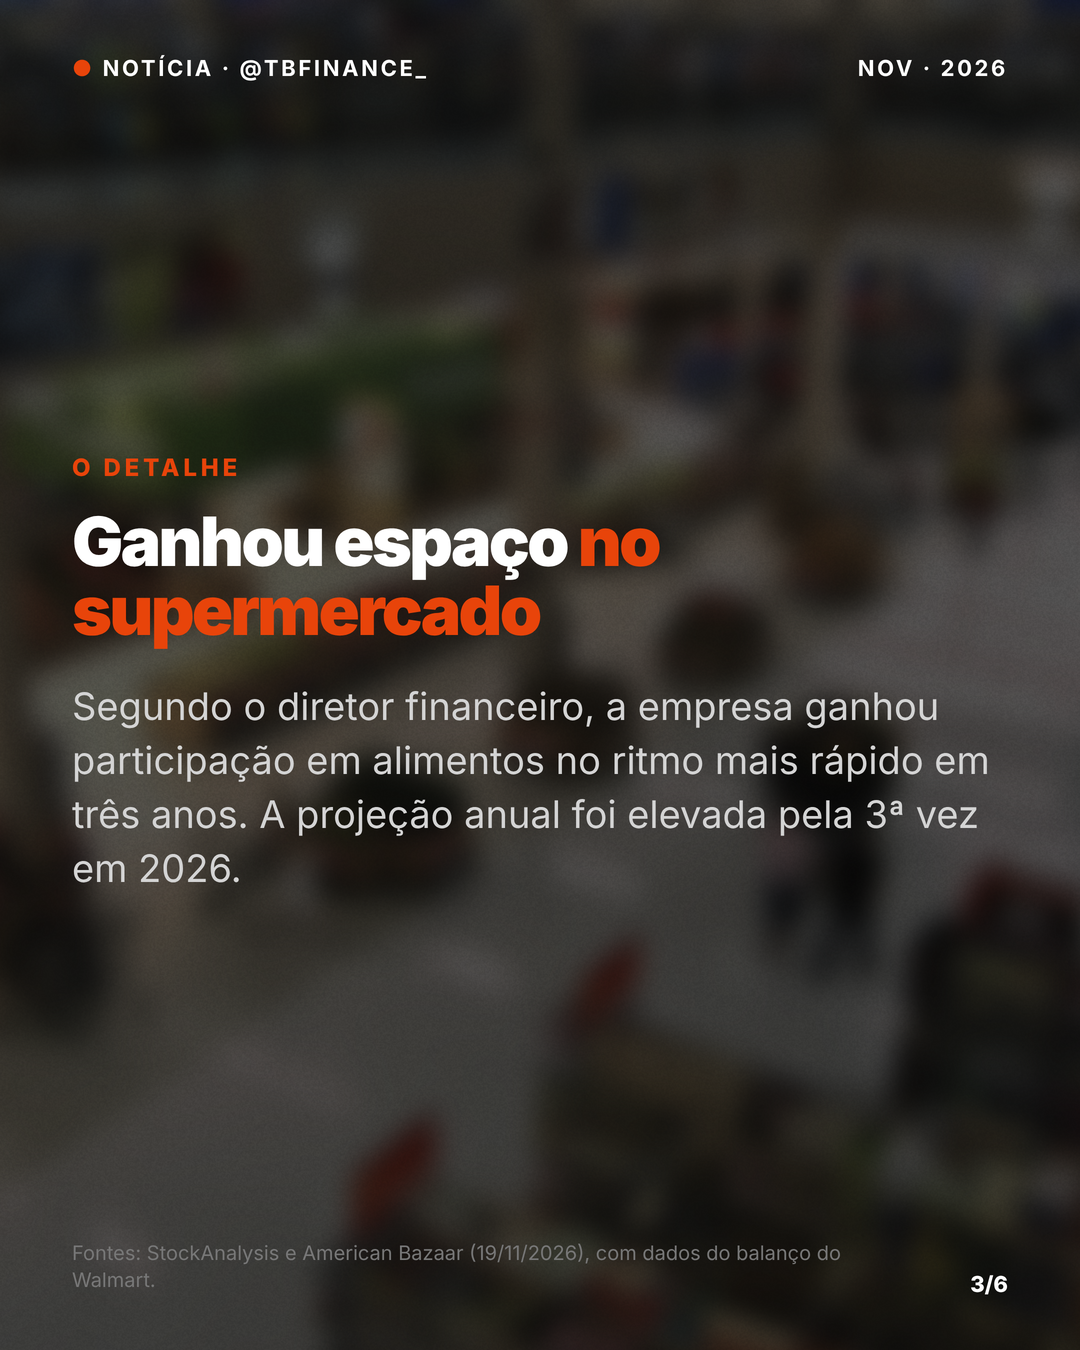 NOTÍCIA · @TBFINANCE_
NOV · 2026
O DETALHE
Ganhou espaço no
supermercado
Segundo o diretor financeiro, a empresa ganhou
participação em alimentos no ritmo mais rápido em
três anos. A projeção anual foi elevada pela 3ª vez
em 2026.
Fontes: StockAnalysis e American Bazaar (19/11/2026), com dados do balanço do
Walmart.
3/6